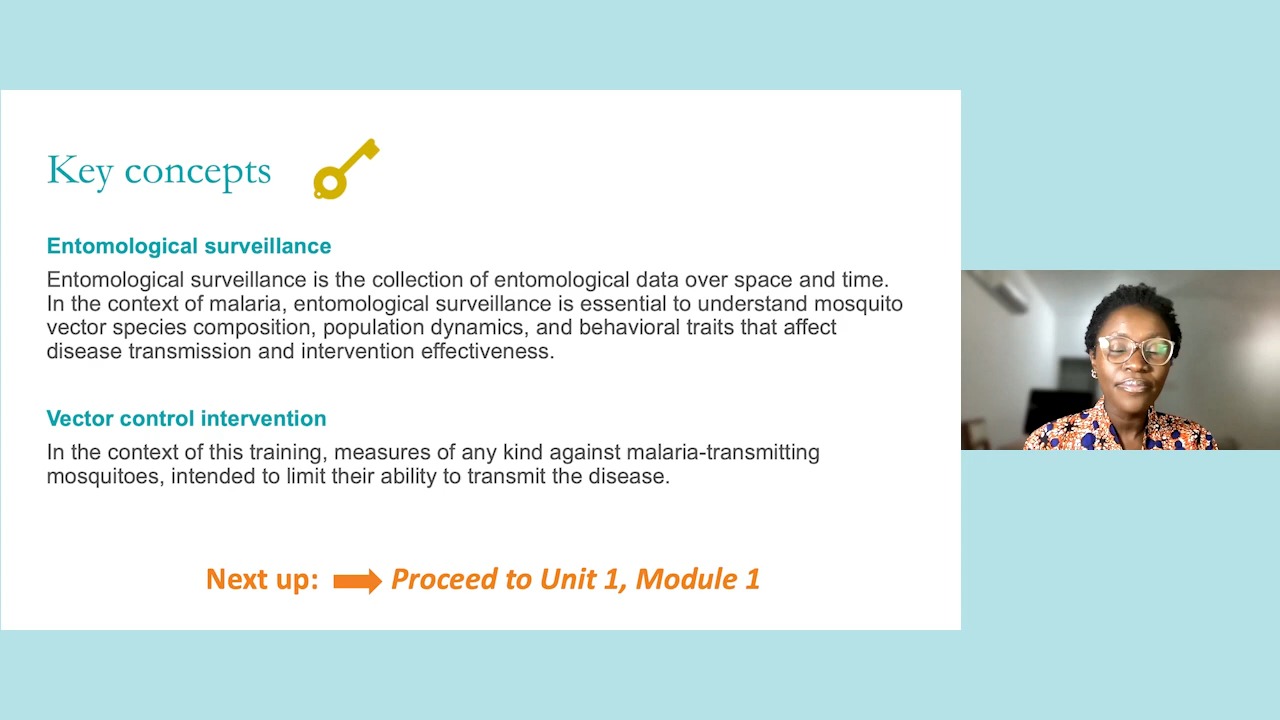 Key concepts
Entomological surveillance
Entomological surveillance is the collection of entomological data over space and time.
In the context of malaria, entomological surveillance is essential to understand mosquito
vector species composition, population dynamics, and behavioral traits that affect
disease transmission and intervention effectiveness.
Vector control intervention
In the context of this training, measures of any kind against malaria-transmitting
mosquitoes, intended to limit their ability to transmit the disease.
Next up: Proceed to Unit 1, Module 1